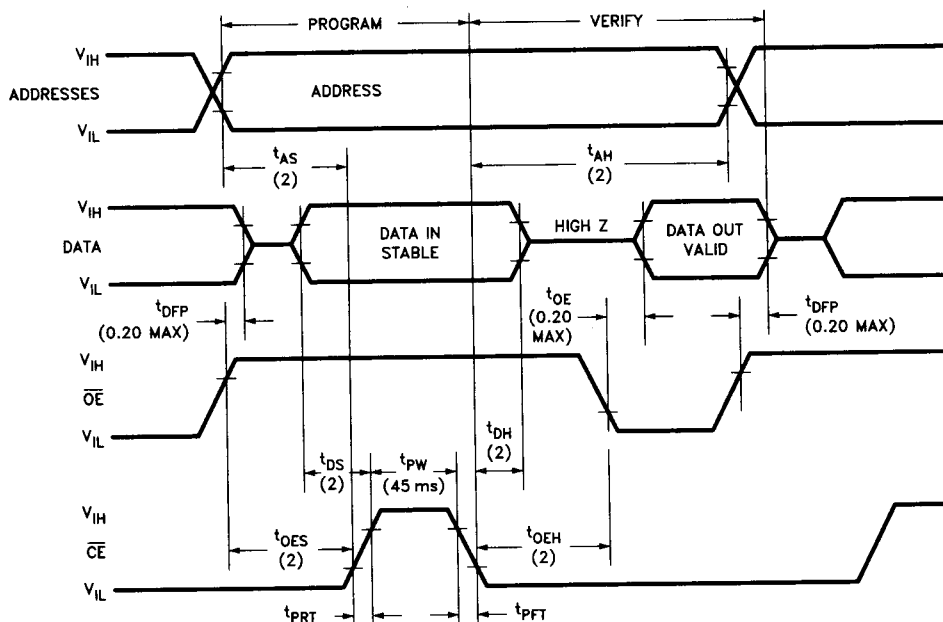 PROGRAM
VERIFY
VIH
ADDRESSES
ADDRESS
VIL
tAS
(2)
tAH
(2)
VIH
DATA
DATA IN
STABLE
HIGH Z
DATA OUT
VALID
VIL
tDFP
(0.20 MAX)
tOE
(0.20
MAX)
tDFP
(0.20 MAX)
VIH
OE
VIL
tDH
(2)
tDS
(2)
tPW
(45 ms)
VIH
CE
tOES
(2)
tOEH
(2)
VIL
tPRT
tPFT